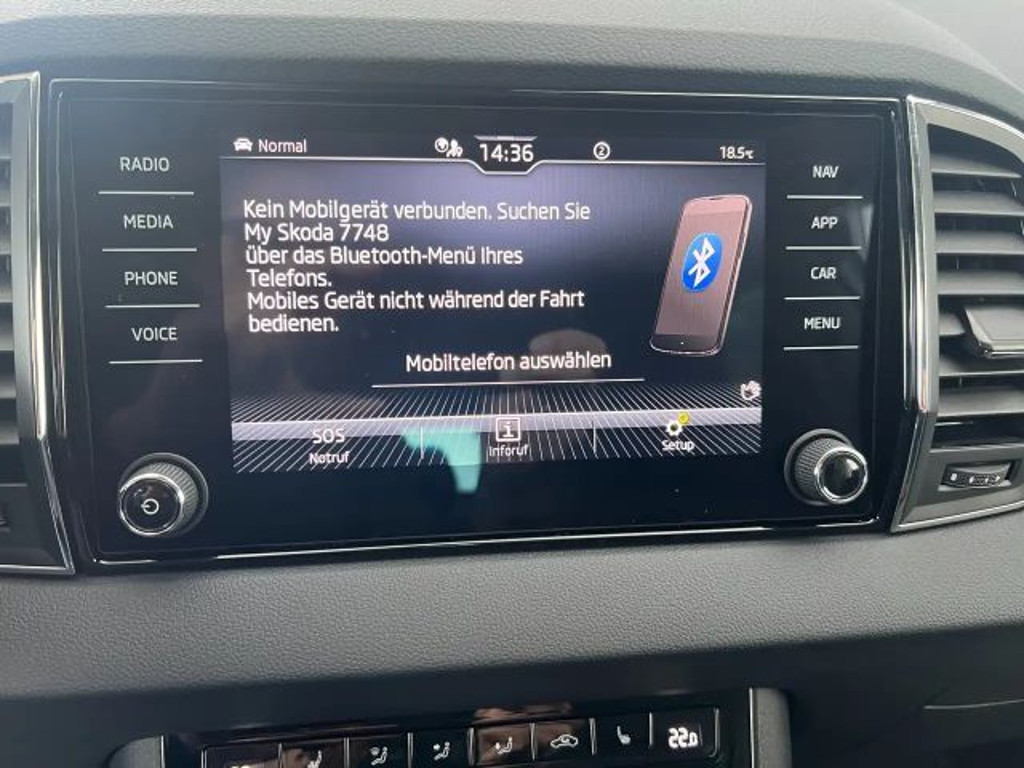 RADIO
MEDIA
PHONE
VOICE
Normal
14:36
2
18.5°C
Kein Mobilgerät verbunden. Suchen Sie
My Skoda 7748
über das Bluetooth-Menü Ihres
Telefons.
Mobiles Gerät nicht während der Fahrt
bedienen.
Mobiltelefon auswählen
SOS
Notruf
i
Inforuf
Setup
NAV
APP
CAR
MENU